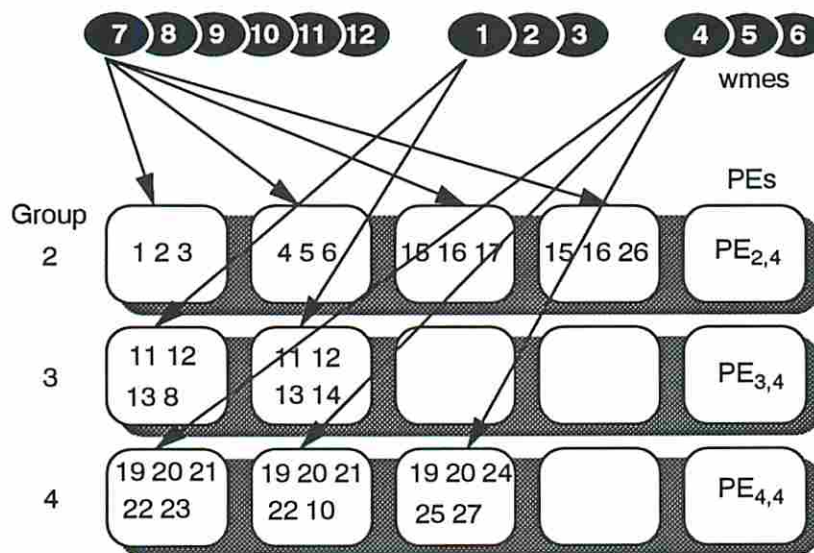 7 8 9 10 11 12 1 2 3 4 5 6
wmes
PEs
Group
2 1 2 3 4 5 6 15 16 17 15 16 26 PE2,4
3 11 12 13 8 11 12 13 14 PE3,4
4 19 20 21 22 23 19 20 21 22 10 19 20 24 25 27 PE4,4